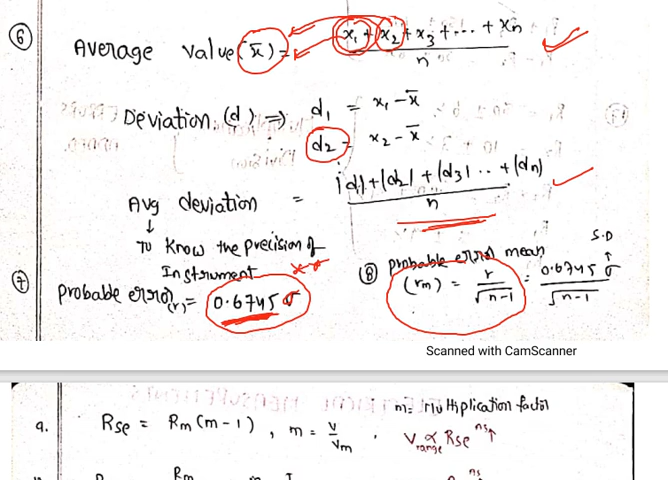 ⑥ Average value (x̄) = (x₁ + x₂ + x₃ + ... + xn) / n
Deviation (d) ⇒ d₁ = x₁ - x̄
d₂ = x₂ - x̄
Avg deviation = (|d₁| + |d₂| + |d₃| .. + |dn|) / n
↓
To know the precision of
Instrument
⑦ probable error (r) = 0.6745 σ
⑧ probable error mean
(rm) = r / √n-1 = 0.6745 σ / √n-1
S.D
↑
Scanned with CamScanner
m = Multiplication factor
9. Rse = Rm (m-1), m = V / Vm . V range ∝ Rse ns↑
Rm
ns